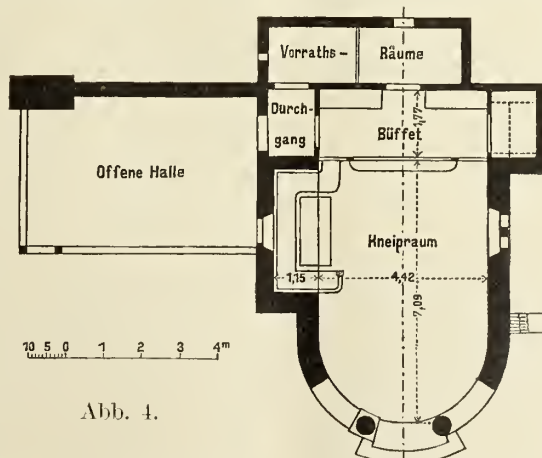 Vorraths – Räume
Durch-
gang
1,77
Büffet
Offene Halle
Kneipraum
1,15
4,42
7,09
10 5 0 1 2 3 4 m
Abb. 4.